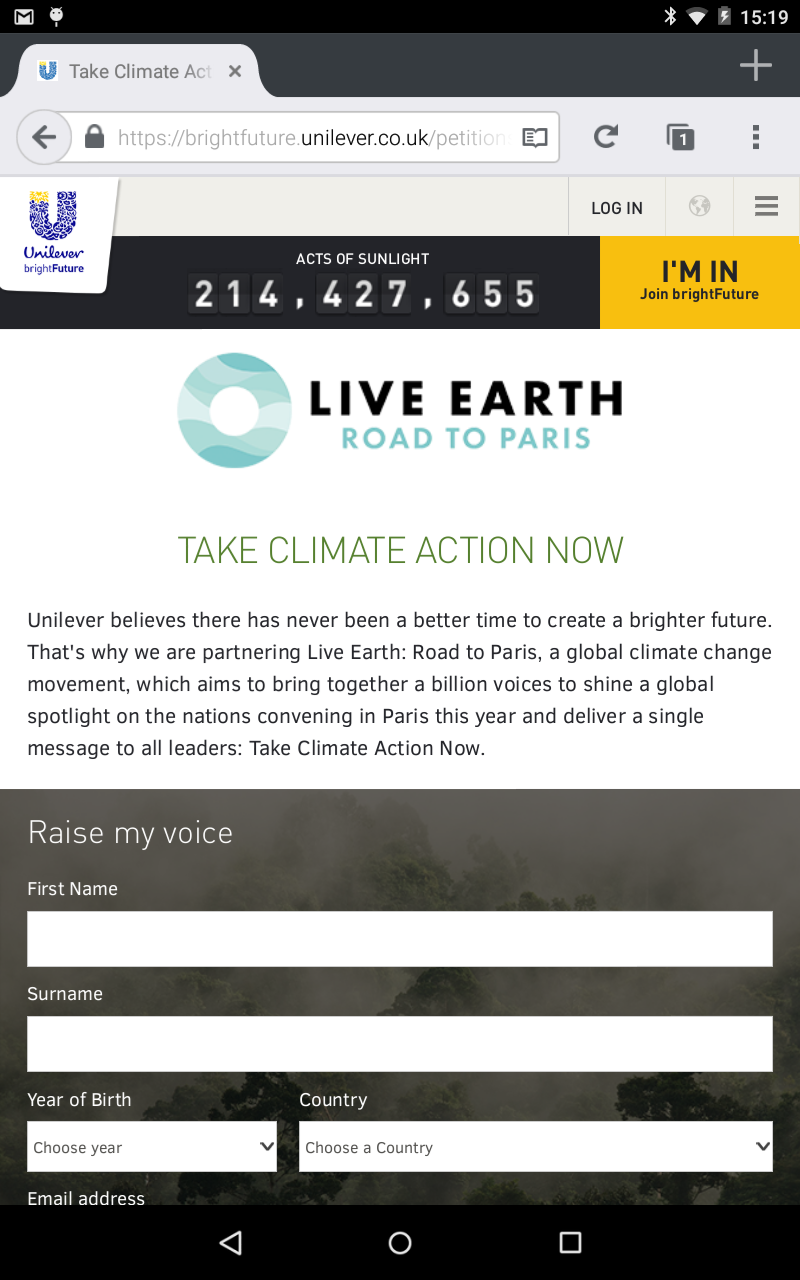 15:19
Take Climate Act
https://brightfuture.unilever.co.uk/petition
1
Unilever
brightFuture
LOG IN
ACTS OF SUNLIGHT
214,427,655
I'M IN
Join brightFuture
LIVE EARTH
ROAD TO PARIS
TAKE CLIMATE ACTION NOW
Unilever believes there has never been a better time to create a brighter future.
That's why we are partnering Live Earth: Road to Paris, a global climate change
movement, which aims to bring together a billion voices to shine a global
spotlight on the nations convening in Paris this year and deliver a single
message to all leaders: Take Climate Action Now.
Raise my voice
First Name
Surname
Year of Birth Country
Choose year Choose a Country
Email address